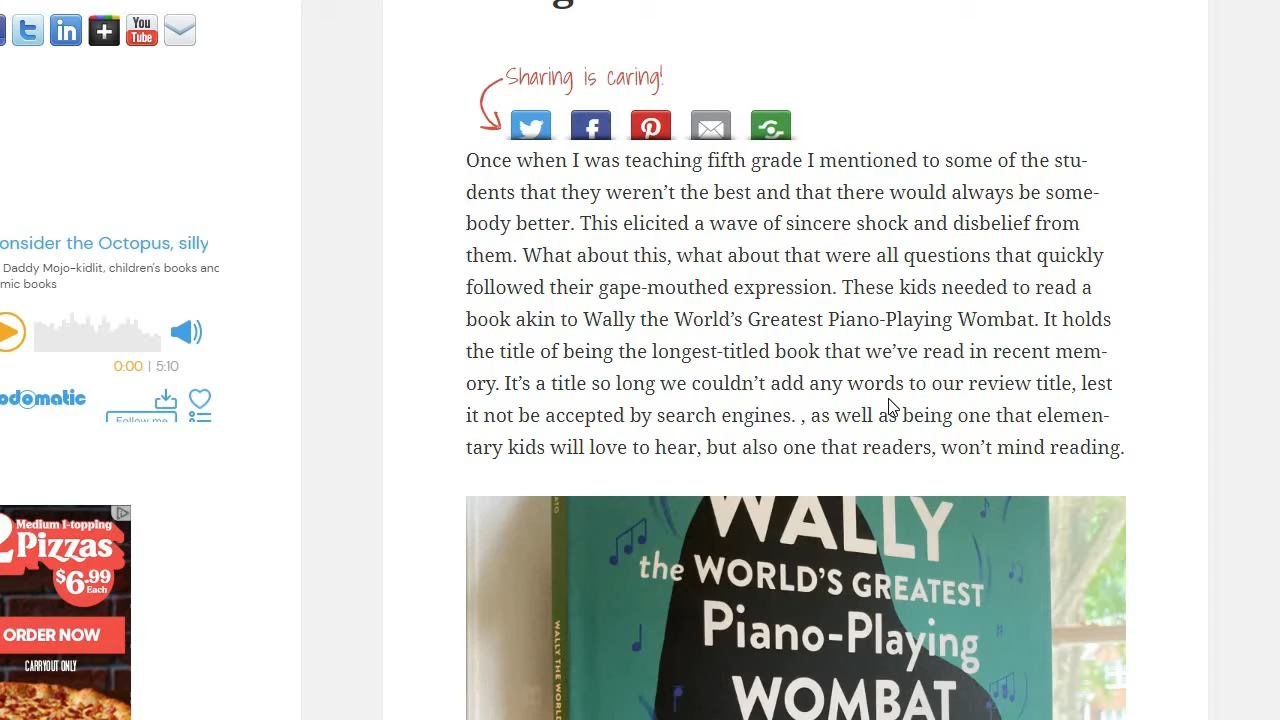 You
Tube
Sharing is caring!
Once when I was teaching fifth grade I mentioned to some of the stu-
dents that they weren’t the best and that there would always be some-
body better. This elicited a wave of sincere shock and disbelief from
them. What about this, what about that were all questions that quickly
followed their gape-mouthed expression. These kids needed to read a
book akin to Wally the World’s Greatest Piano-Playing Wombat. It holds
the title of being the longest-titled book that we’ve read in recent mem-
ory. It’s a title so long we couldn’t add any words to our review title, lest
it not be accepted by search engines. , as well as being one that elemen-
tary kids will love to hear, but also one that readers, won’t mind reading.
onsider the Octopus, silly
Daddy Mojo-kidlit, children's books and
mic books
0:00 | 5:10
odomatic
Follow me
2 Medium 1-topping
Pizzas
$6.99
Each
ORDER NOW
CARRYOUT ONLY
WALLY
the WORLD'S GREATEST
Piano-Playing
WOMBAT
WALLY THE WORL